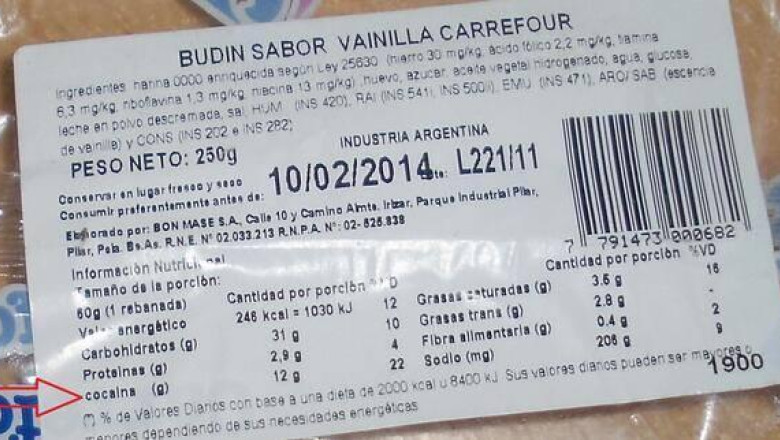 BUDIN SABOR VAINILLA CARREFOUR
Ingredientes harina 0000 enriquecida según Ley 25630 (hierro 30 mg/kg, ácido fólico 2,2 mg/kg, tiamina
6,3 mg/kg, riboflavina 1,3 mg/kg, niacina 13 mg/kg), huevo, azucar, aceite vegetal hidrogenado, agua, glucosa,
leche en polvo descremada, sal, HUM (INS 420), RAI (INS 541i, INS 500ii), EMU (INS 471), ARO/SAB (escencia
de vainilla) y CONS (INS 202 e INS 282)
PESO NETO: 250g
INDUSTRIA ARGENTINA
Conservar en lugar fresco y seco
Consumir preferentemente antes de: 10/02/2014 L221/11
Elaborado por: BON MASE S.A., Calle 10 y Camino Almte. Irizar, Parque Industrial Pilar,
Pilar, Pcia. Bs.As. R.N.E. N° 02.033.213 R.N.P.A. N°: 02-525.838
7 791473 000682
Información
Tamaño de la porción:
60g (1 rebanada) Cantidad por porción D Cantidad por porción %VD
energético 246 kcal = 1030 kJ 12 Grasas saturadas (g) 3.5 g 16
Carbohidratos (g) 31 g 10 Grasas trans (g) 2.8 g -
Proteinas (g) 2,9 g 4 Fibra alimentaria (g) 0.4 g 2
cocaina (g) 12 g 22 Sodio (mg) 206 g 9
(*) % de Valores Diarios con base a una dieta de 2000 kcal u 8400 kJ Sus valores diarios pueden ser mayores o
menores dependiendo de sus necesidades energéticas
1900